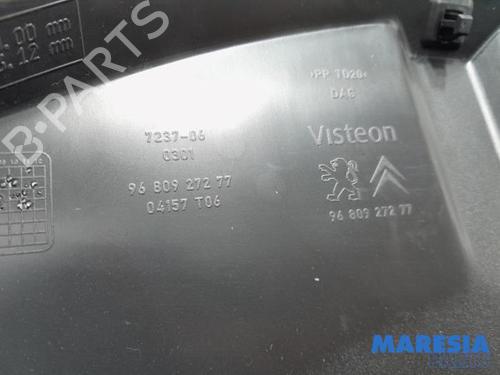 .00 mm
.12 mm
›PP TD20‹
DAG
7237-06
0301
Visteon
96 809 272 77
04157 T06
96 809 272 77
B-PARTS
MARESIA